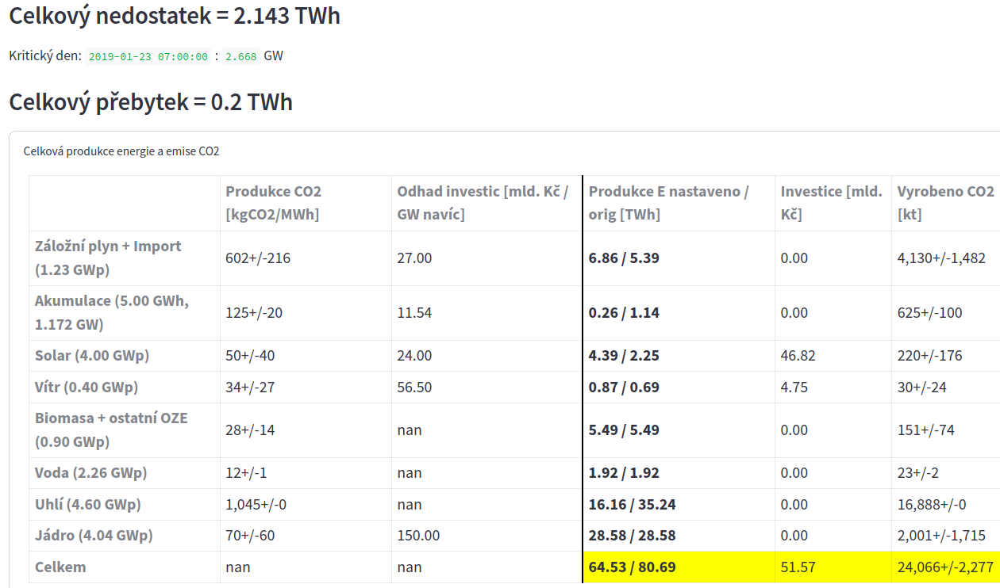 Celkový nedostatek = 2.143 TWh
Kritický den: 2019-01-23 07:00:00 : 2.668 GW
Celkový přebytek = 0.2 TWh
Celková produkce energie a emise CO2
Produkce CO2 [kgCO2/MWh] Odhad investic [mld. Kč / GW navíc] Produkce E nastaveno / orig [TWh] Investice [mld. Kč] Vyrobeno CO2 [kt]
Záložní plyn + Import (1.23 GWp) 602+/-216 27.00 6.86 / 5.39 0.00 4,130+/-1,482
Akumulace (5.00 GWh, 1.172 GW) 125+/-20 11.54 0.26 / 1.14 0.00 625+/-100
Solar (4.00 GWp) 50+/-40 24.00 4.39 / 2.25 46.82 220+/-176
Vítr (0.40 GWp) 34+/-27 56.50 0.87 / 0.69 4.75 30+/-24
Biomasa + ostatní OZE (0.90 GWp) 28+/-14 nan 5.49 / 5.49 0.00 151+/-74
Voda (2.26 GWp) 12+/-1 nan 1.92 / 1.92 0.00 23+/-2
Uhlí (4.60 GWp) 1,045+/-0 nan 16.16 / 35.24 0.00 16,888+/-0
Jádro (4.04 GWp) 70+/-60 150.00 28.58 / 28.58 0.00 2,001+/-1,715
Celkem nan nan 64.53 / 80.69 51.57 24,066+/-2,277